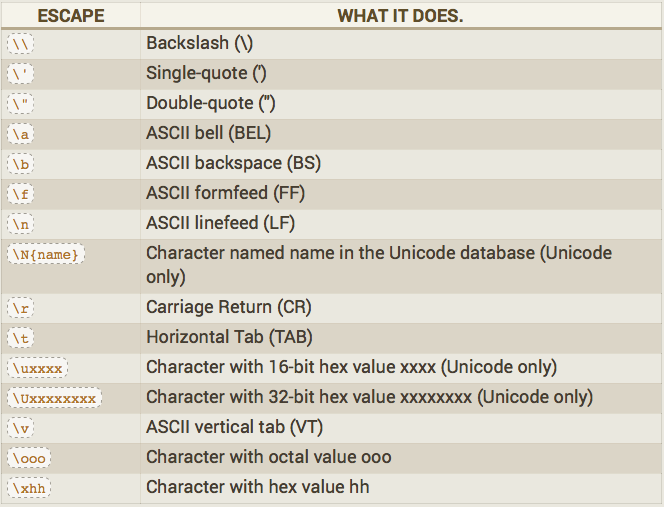 ESCAPE WHAT IT DOES.
\\ Backslash (\)
\' Single-quote (')
\" Double-quote (")
\a ASCII bell (BEL)
\b ASCII backspace (BS)
\f ASCII formfeed (FF)
\n ASCII linefeed (LF)
\N{name} Character named name in the Unicode database (Unicode
only)
\r Carriage Return (CR)
\t Horizontal Tab (TAB)
\uxxxx Character with 16-bit hex value xxxx (Unicode only)
\Uxxxxxxxx Character with 32-bit hex value xxxxxxxx (Unicode only)
\v ASCII vertical tab (VT)
\ooo Character with octal value ooo
\xhh Character with hex value hh